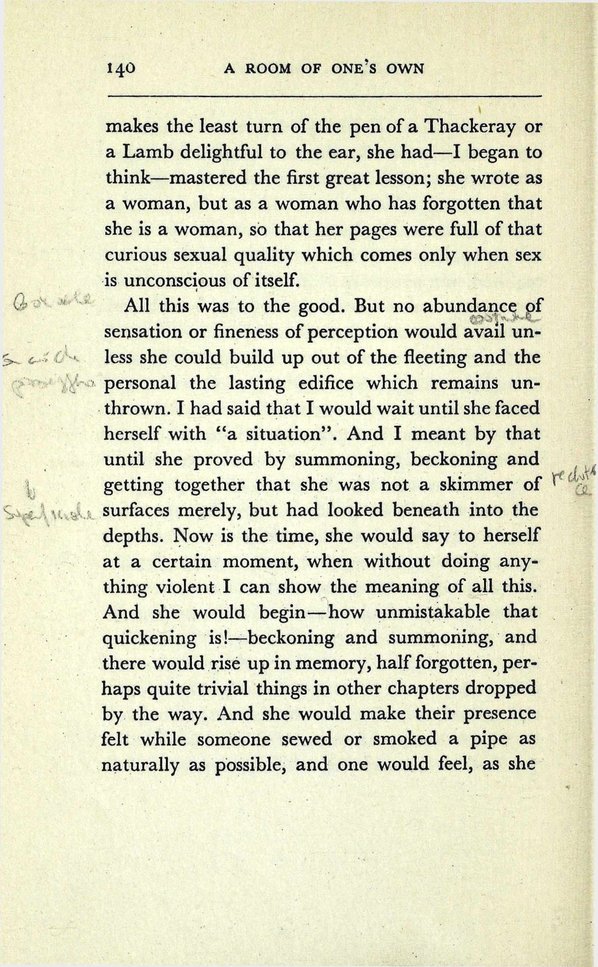 140 A ROOM OF ONE'S OWN
makes the least turn of the pen of a Thackeray or
a Lamb delightful to the ear, she had—I began to
think—mastered the first great lesson; she wrote as
a woman, but as a woman who has forgotten that
she is a woman, so that her pages were full of that
curious sexual quality which comes only when sex
is unconscious of itself.
All this was to the good. But no abundance of
sensation or fineness of perception would avail un-
less she could build up out of the fleeting and the
personal the lasting edifice which remains un-
thrown. I had said that I would wait until she faced
herself with “a situation”. And I meant by that
until she proved by summoning, beckoning and
getting together that she was not a skimmer of
surfaces merely, but had looked beneath into the
depths. Now is the time, she would say to herself
at a certain moment, when without doing any-
thing violent I can show the meaning of all this.
And she would begin—how unmistakable that
quickening is!—beckoning and summoning, and
there would rise up in memory, half forgotten, per-
haps quite trivial things in other chapters dropped
by the way. And she would make their presence
felt while someone sewed or smoked a pipe as
naturally as possible, and one would feel, as she